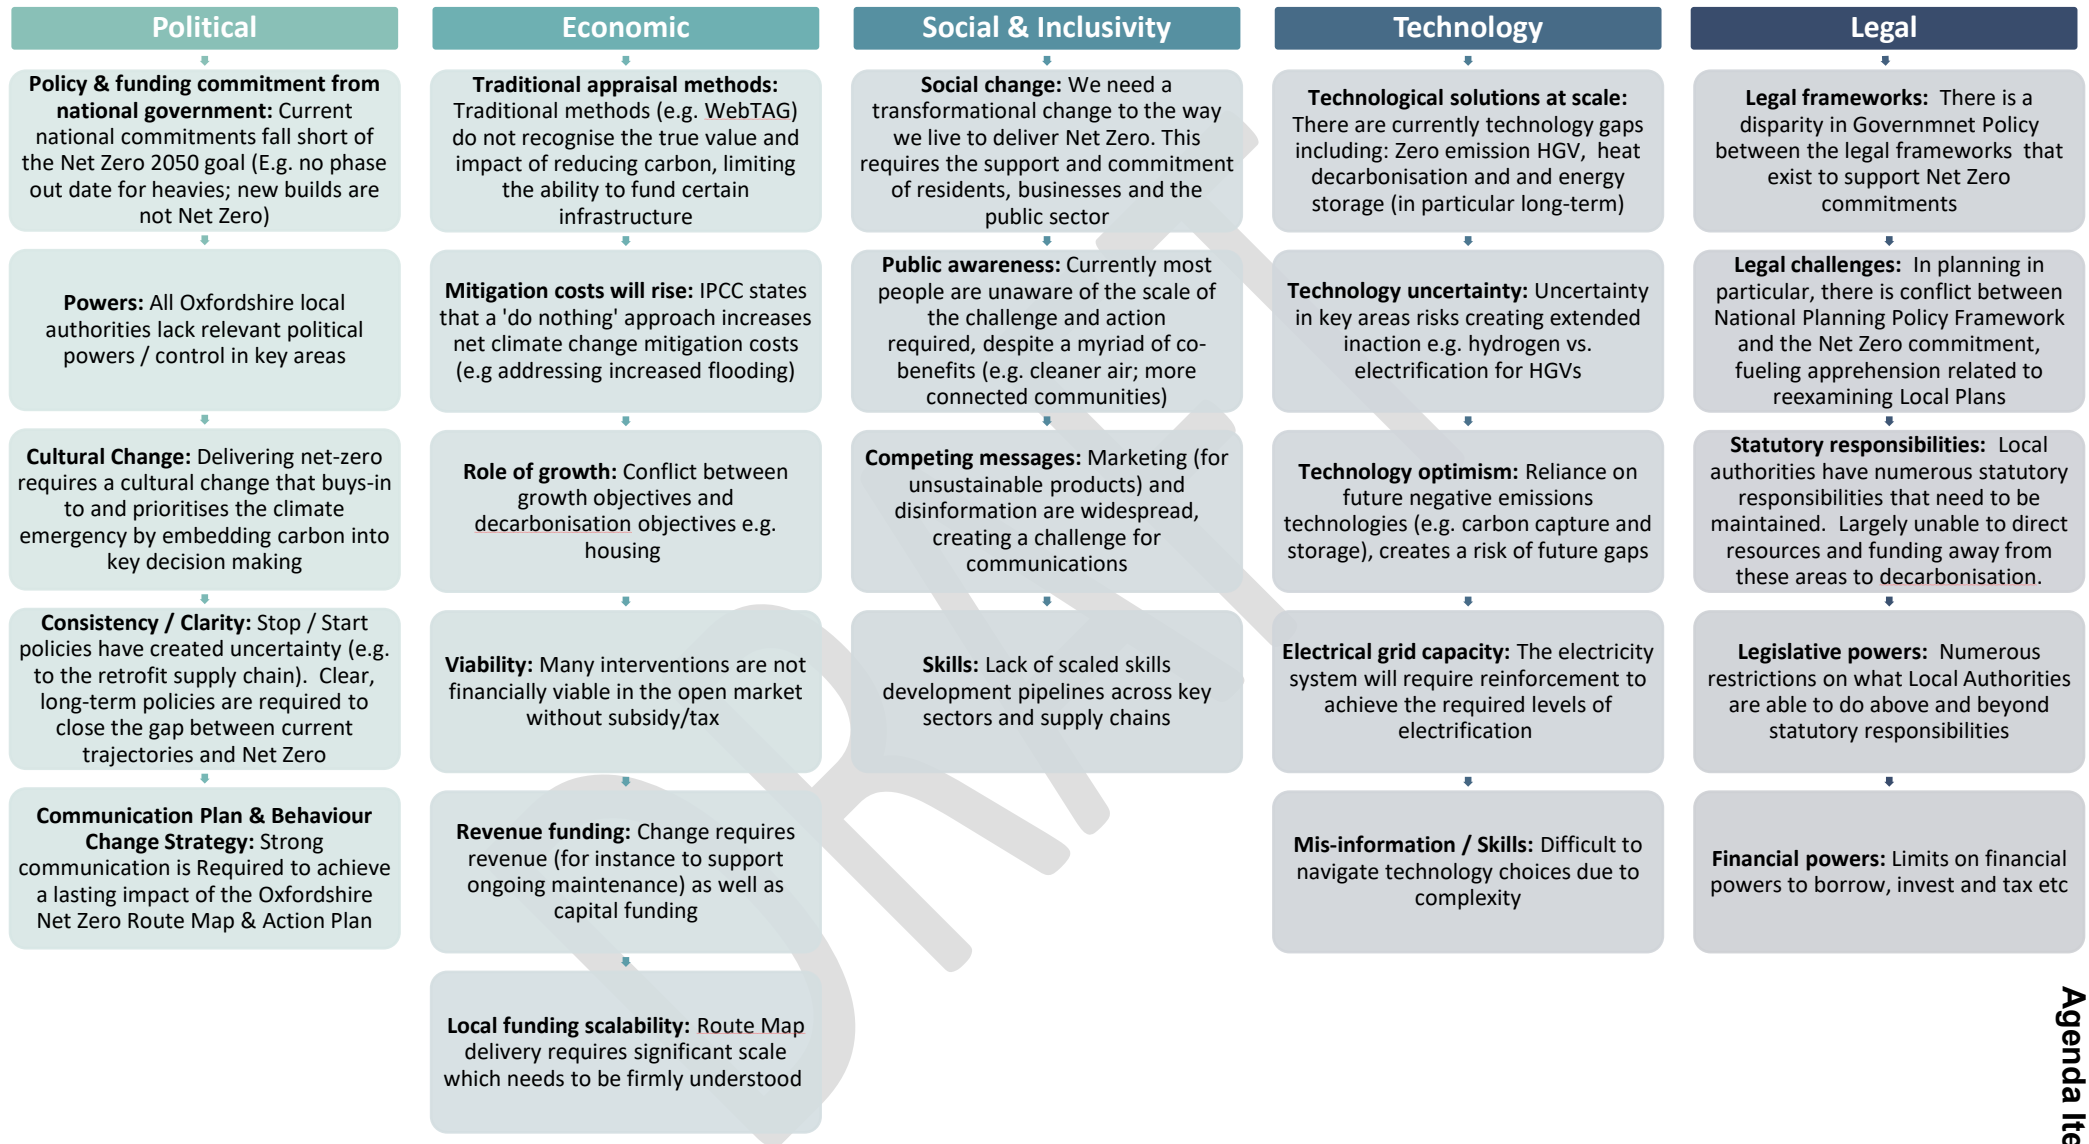 Political
Policy & funding commitment from
national government: Current
national commitments fall short of
the Net Zero 2050 goal (E.g. no phase
out date for heavies; new builds are
not Net Zero)
Powers: All Oxfordshire local
authorities lack relevant political
powers / control in key areas
Cultural Change: Delivering net-zero
requires a cultural change that buys-in
to and prioritises the climate
emergency by embedding carbon into
key decision making
Consistency / Clarity: Stop / Start
policies have created uncertainty (e.g.
to the retrofit supply chain). Clear,
long-term policies are required to
close the gap between current
trajectories and Net Zero
Communication Plan & Behaviour
Change Strategy: Strong
communication is Required to achieve
a lasting impact of the Oxfordshire
Net Zero Route Map & Action Plan
Economic
Traditional appraisal methods:
Traditional methods (e.g. WebTAG)
do not recognise the true value and
impact of reducing carbon, limiting
the ability to fund certain
infrastructure
Mitigation costs will rise: IPCC states
that a 'do nothing' approach increases
net climate change mitigation costs
(e.g addressing increased flooding)
Role of growth: Conflict between
growth objectives and
decarbonisation objectives e.g.
housing
Viability: Many interventions are not
financially viable in the open market
without subsidy/tax
Revenue funding: Change requires
revenue (for instance to support
ongoing maintenance) as well as
capital funding
Local funding scalability: Route Map
delivery requires significant scale
which needs to be firmly understood
Social & Inclusivity
Social change: We need a
transformational change to the way
we live to deliver Net Zero. This
requires the support and commitment
of residents, businesses and the
public sector
Public awareness: Currently most
people are unaware of the scale of
the challenge and action
required, despite a myriad of co-
benefits (e.g. cleaner air; more
connected communities)
Competing messages: Marketing (for
unsustainable products) and
disinformation are widespread,
creating a challenge for
communications
Skills: Lack of scaled skills
development pipelines across key
sectors and supply chains
Technology
Technological solutions at scale:
There are currently technology gaps
including: Zero emission HGV, heat
decarbonisation and and energy
storage (in particular long-term)
Technology uncertainty: Uncertainty
in key areas risks creating extended
inaction e.g. hydrogen vs.
electrification for HGVs
Technology optimism: Reliance on
future negative emissions
technologies (e.g. carbon capture and
storage), creates a risk of future gaps
Electrical grid capacity: The electricity
system will require reinforcement to
achieve the required levels of
electrification
Mis-information / Skills: Difficult to
navigate technology choices due to
complexity
Legal
Legal frameworks: There is a
disparity in Governmnet Policy
between the legal frameworks that
exist to support Net Zero
commitments
Legal challenges: In planning in
particular, there is conflict between
National Planning Policy Framework
and the Net Zero commitment,
fueling apprehension related to
reexamining Local Plans
Statutory responsibilities: Local
authorities have numerous statutory
responsibilities that need to be
maintained. Largely unable to direct
resources and funding away from
these areas to decarbonisation.
Legislative powers: Numerous
restrictions on what Local Authorities
are able to do above and beyond
statutory responsibilities
Financial powers: Limits on financial
powers to borrow, invest and tax etc
DRAFT
Agenda Ite